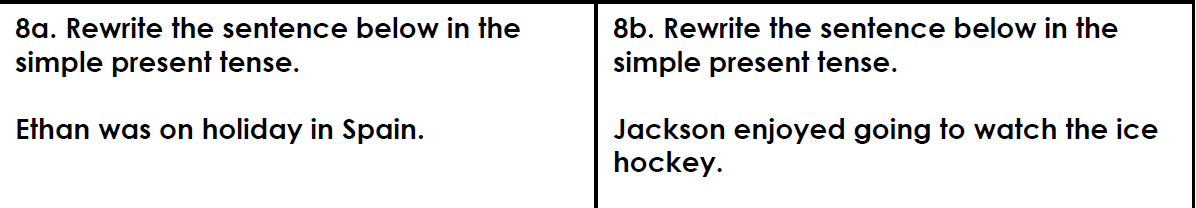 8a. Rewrite the sentence below in the
simple present tense.
Ethan was on holiday in Spain.
8b. Rewrite the sentence below in the
simple present tense.
Jackson enjoyed going to watch the ice
hockey.